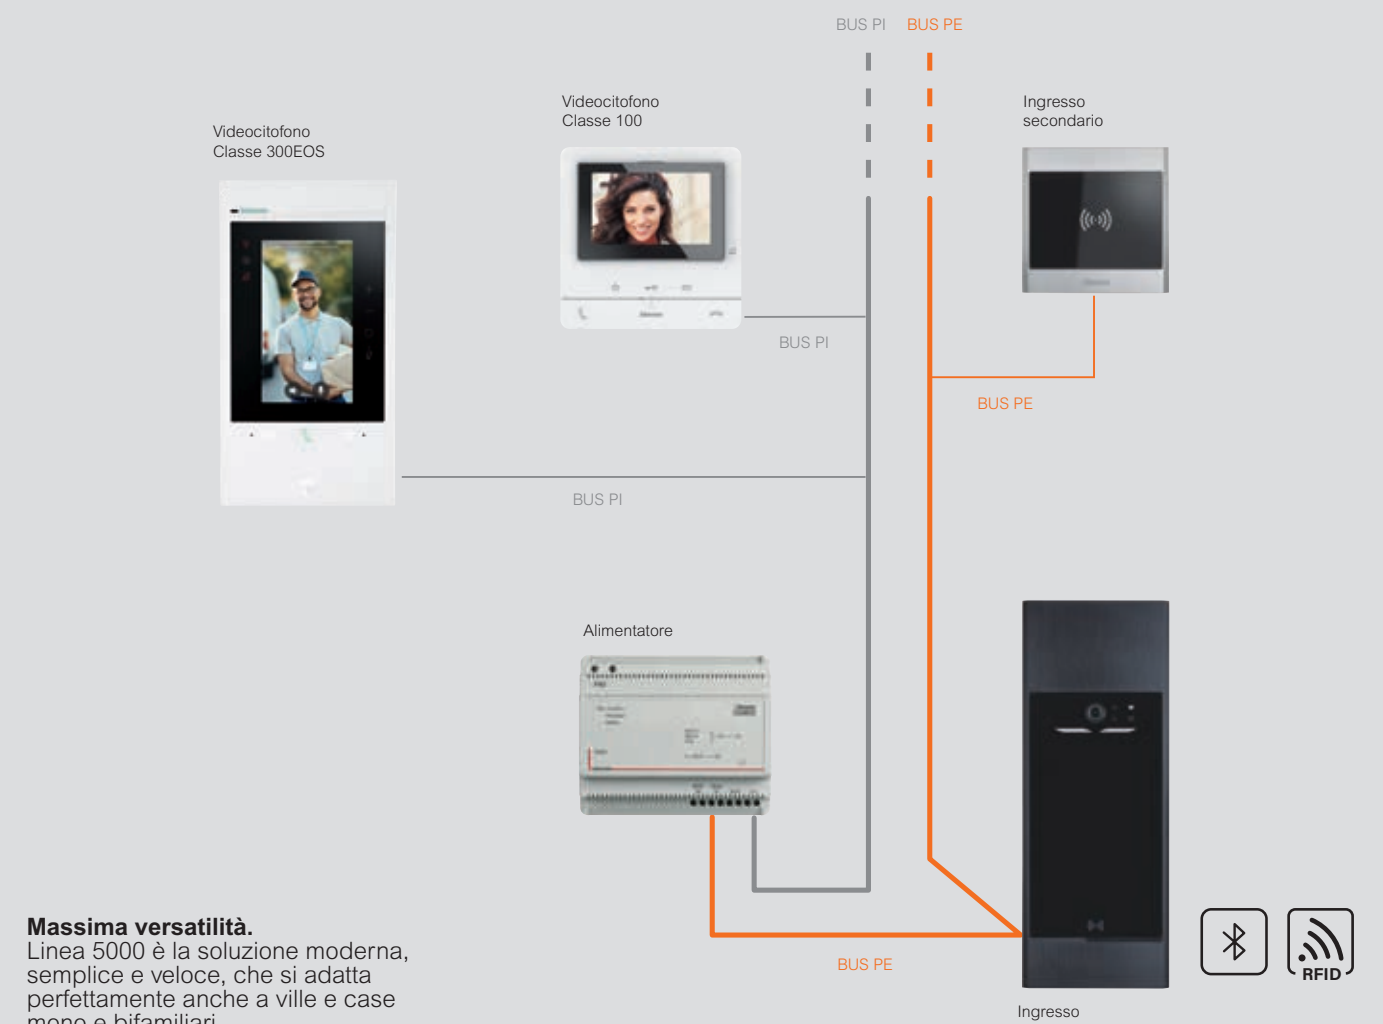 BUS PI
BUS PE
Videocitofono
Classe 100
Ingresso
secondario
Videocitofono
Classe 300EOS
BUS PI
BUS PE
BUS PI
Alimentatore
Massima versatilità.
Linea 5000 è la soluzione moderna,
semplice e veloce, che si adatta
perfettamente anche a ville e case
mono e bifamiliari
BUS PE
RFID
Ingresso